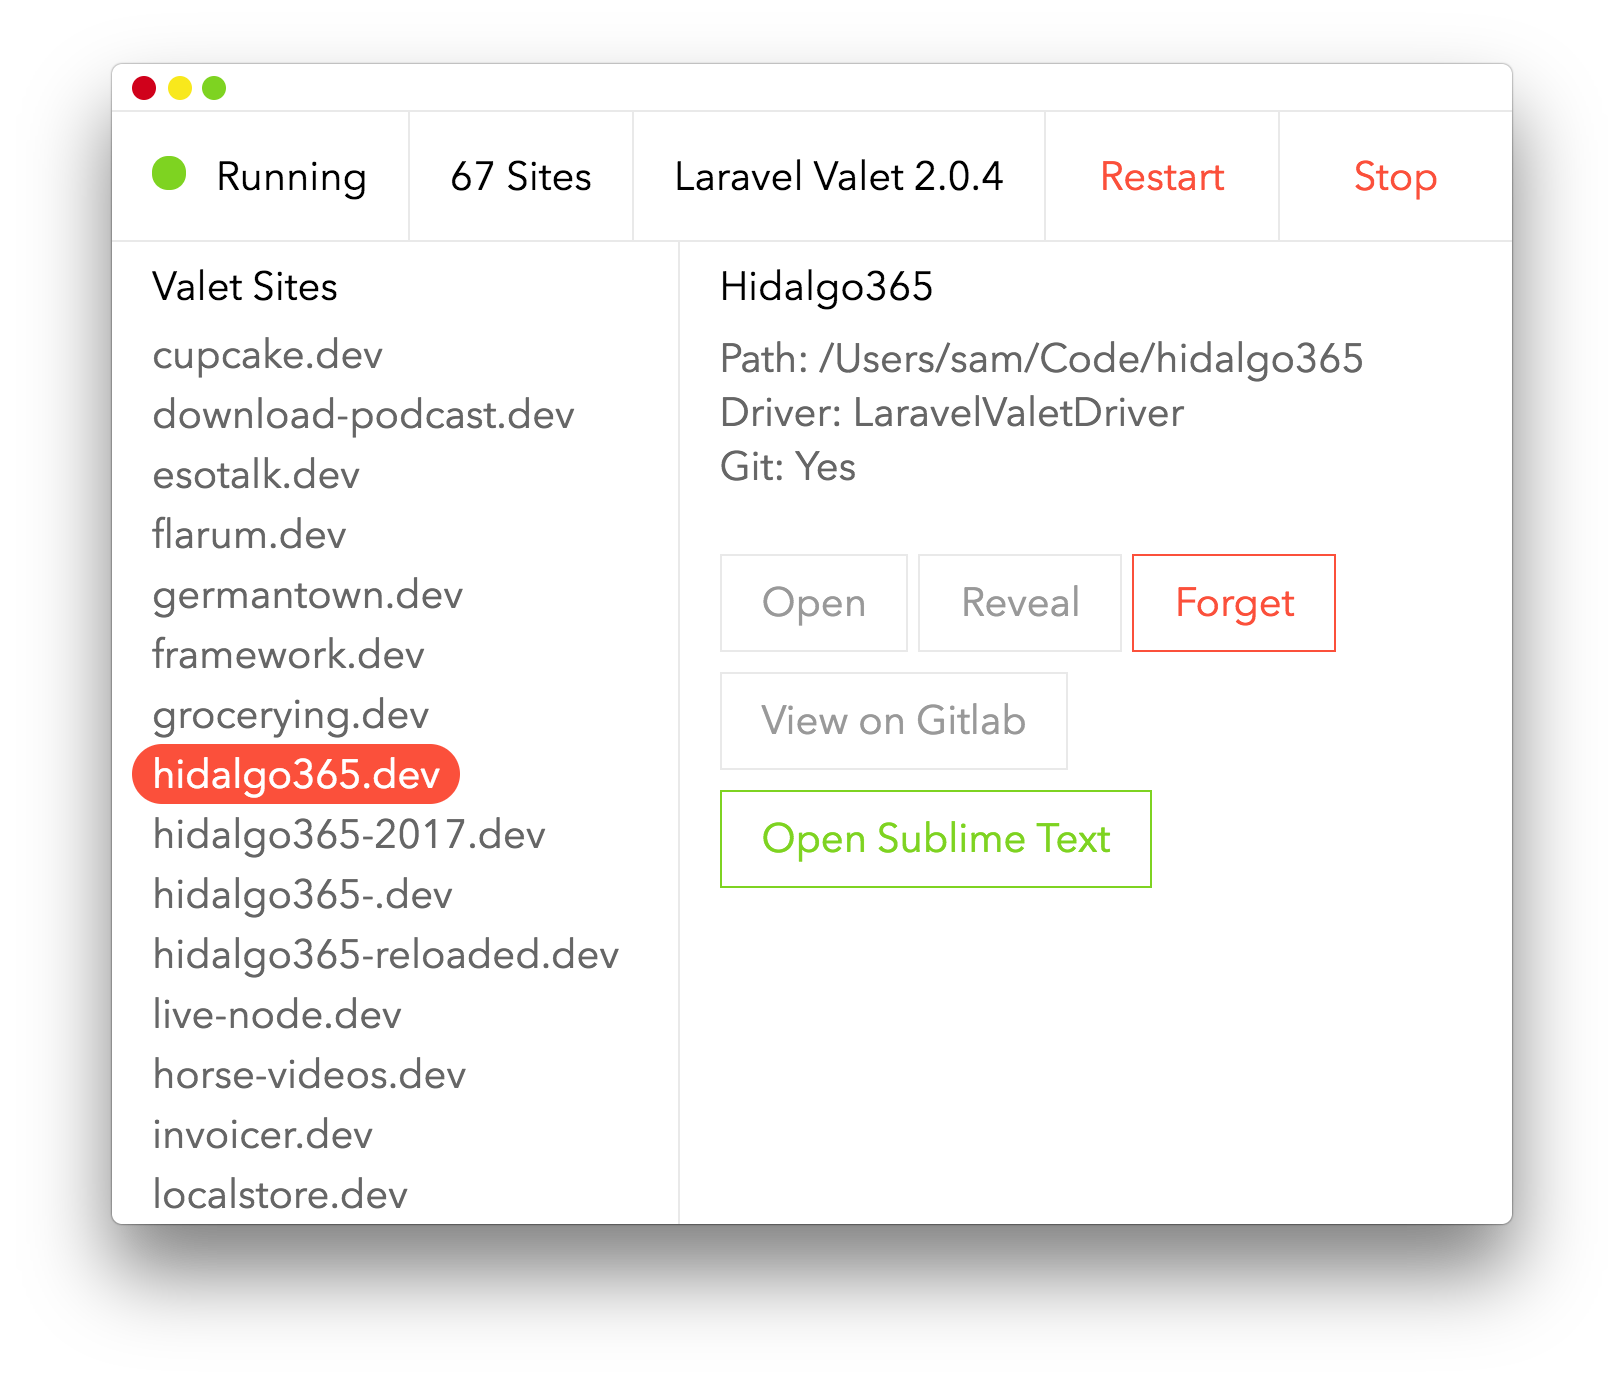 Running
67 Sites
Laravel Valet 2.0.4
Restart
Stop
Valet Sites
cupcake.dev
download-podcast.dev
esotalk.dev
flarum.dev
germantown.dev
framework.dev
grocerying.dev
hidalgo365.dev
hidalgo365-2017.dev
hidalgo365-.dev
hidalgo365-reloaded.dev
live-node.dev
horse-videos.dev
invoicer.dev
localstore.dev
Hidalgo365
Path: /Users/sam/Code/hidalgo365
Driver: LaravelValetDriver
Git: Yes
Open
Reveal
Forget
View on Gitlab
Open Sublime Text